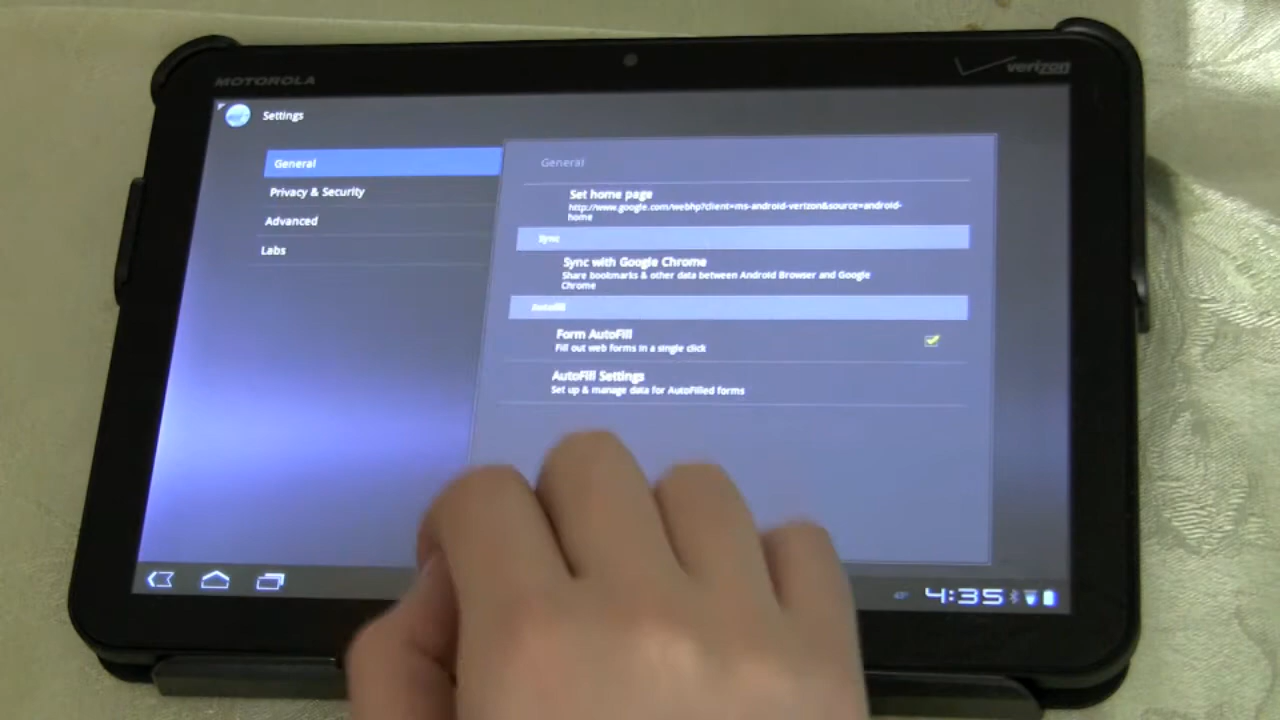 MOTOROLA
verizon
Settings
General
Privacy & Security
Advanced
Labs
General
Set home page
http://www.google.com/webhp?client=ms-android-verizon&source=android-
home
Sync
Sync with Google Chrome
Share bookmarks & other data between Android Browser and Google
Chrome
Autofill
Form AutoFill
Fill out web forms in a single click
AutoFill Settings
Set up & manage data for AutoFilled forms
4:35